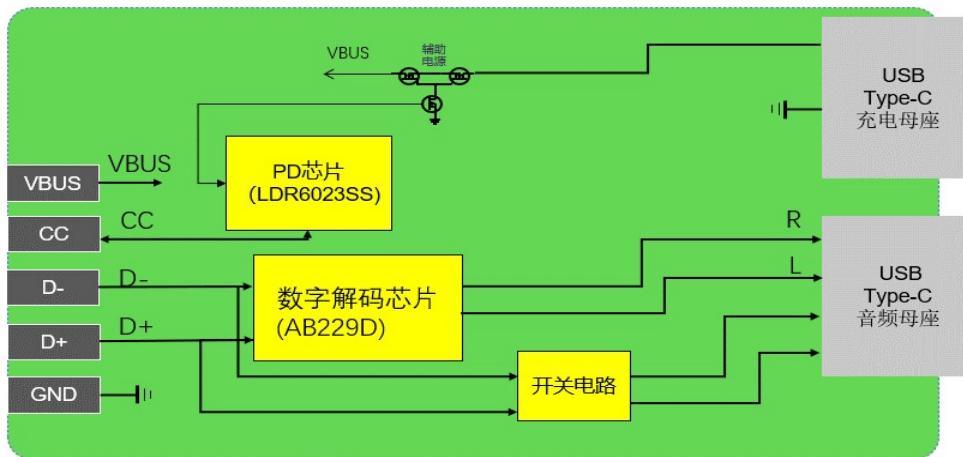 VBUS
辅助
电源
USB
Type-C
充电母座
PD芯片
(LDR6023SS)
VBUS
VBUS
CC
CC
D-
D-
D+
D+
GND
数字解码芯片
(AB229D)
R
L
USB
Type-C
音频母座
开关电路